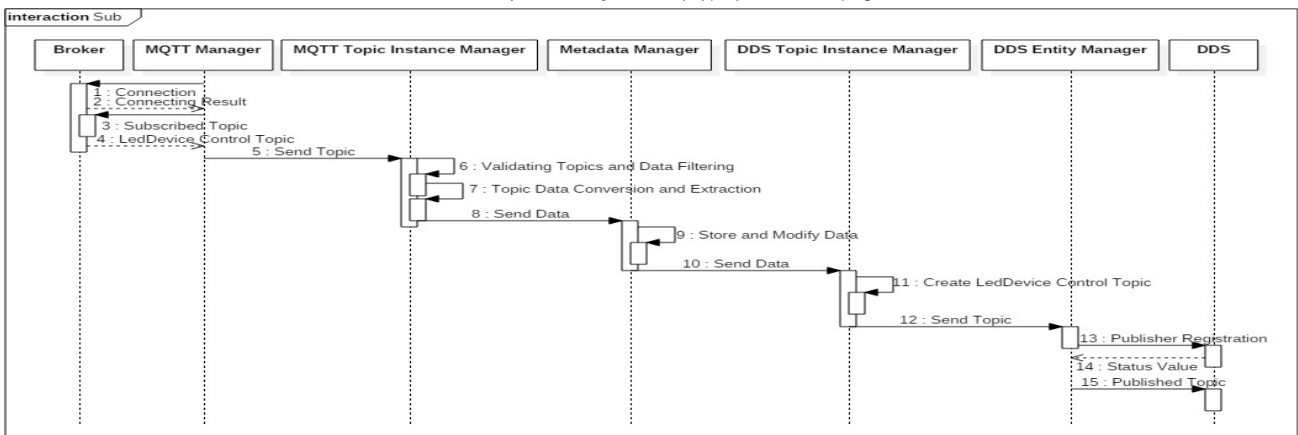 interaction Sub
Broker
MQTT Manager
MQTT Topic Instance Manager
Metadata Manager
DDS Topic Instance Manager
DDS Entity Manager
DDS
1 : Connection
2 : Connecting Result
3 : Subscribed Topic
4 : LedDevice Control Topic
5 : Send Topic
6 : Validating Topics and Data Filtering
7 : Topic Data Conversion and Extraction
8 : Send Data
9 : Store and Modify Data
10 : Send Data
11 : Create LedDevice Control Topic
12 : Send Topic
13 : Publisher Registration
14 : Status Value
15 : Published Topic